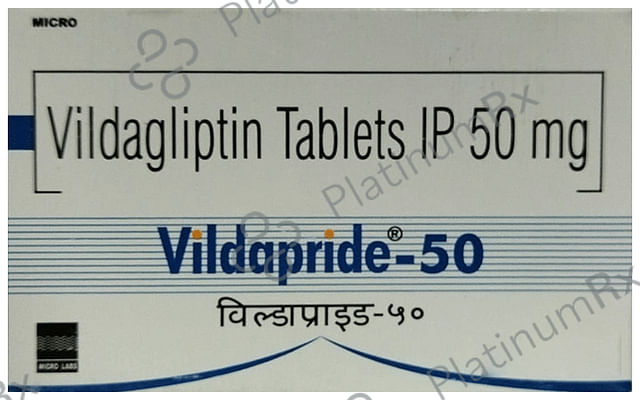 MICRO
Vildagliptin Tablets IP 50 mg
Vildapride®-50
विल्डाप्राइड-५०
MICRO LABS
PlatinumRx
PlatinumRx
PlatinumRx